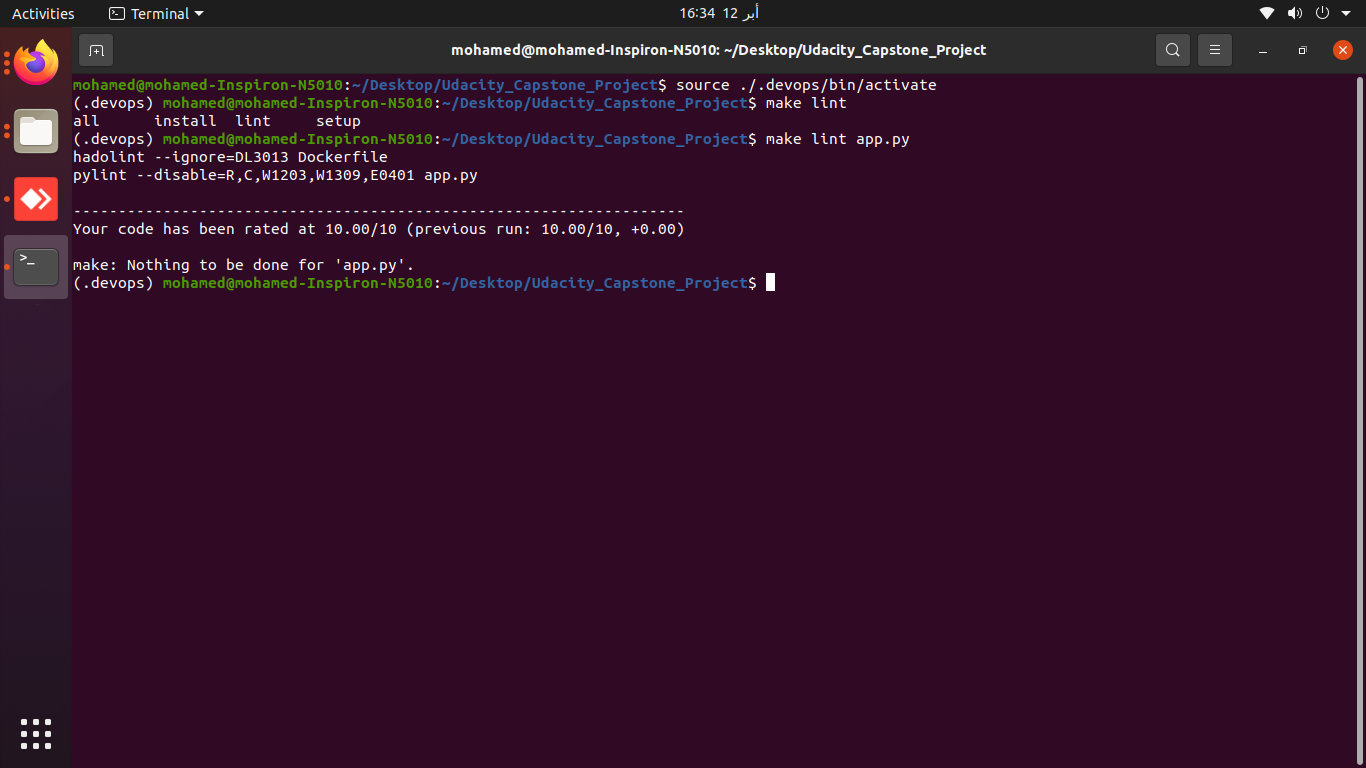 Activities
Terminal
16:34 12 أبر
mohamed@mohamed-Inspiron-N5010: ~/Desktop/Udacity_Capstone_Project
mohamed@mohamed-Inspiron-N5010:~/Desktop/Udacity_Capstone_Project$ source ./.devops/bin/activate
(.devops) mohamed@mohamed-Inspiron-N5010:~/Desktop/Udacity_Capstone_Project$ make lint
all      install  lint     setup
(.devops) mohamed@mohamed-Inspiron-N5010:~/Desktop/Udacity_Capstone_Project$ make lint app.py
hadolint --ignore=DL3013 Dockerfile
pylint --disable=R,C,W1203,W1309,E0401 app.py
--------------------------------------------------------------------
Your code has been rated at 10.00/10 (previous run: 10.00/10, +0.00)
make: Nothing to be done for 'app.py'.
(.devops) mohamed@mohamed-Inspiron-N5010:~/Desktop/Udacity_Capstone_Project$